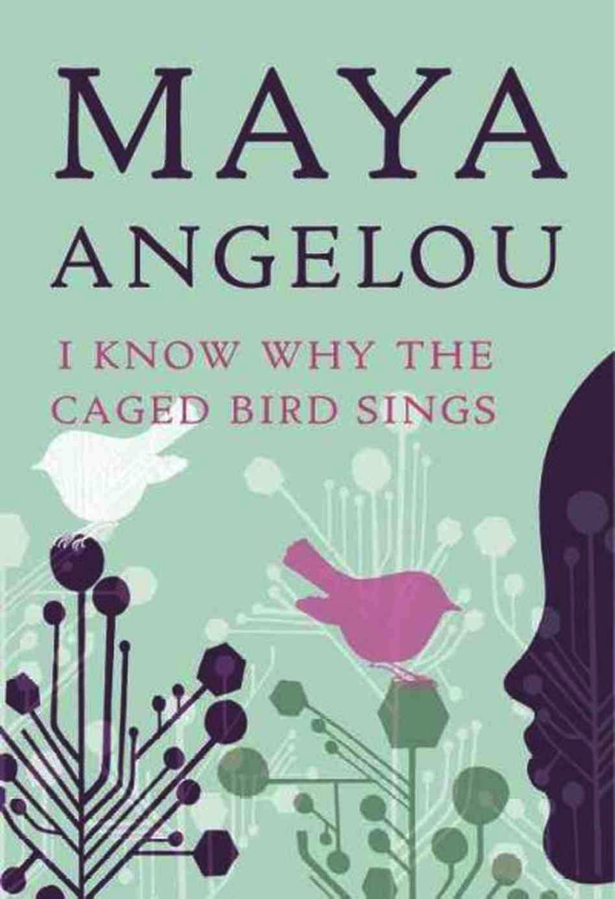 MAYA
ANGELOU
I KNOW WHY THE
CAGED BIRD SINGS